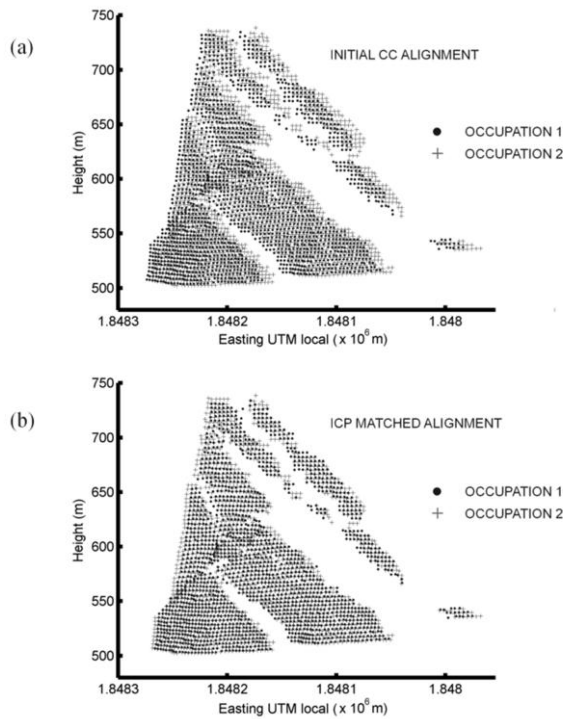 (a)
INITIAL CC ALIGNMENT
OCCUPATION 1
OCCUPATION 2
Height (m)
750
700
650
600
550
500
1.8483
1.8482
1.8481
1.848
Easting UTM local ( x 10⁶ m)
(b)
ICP MATCHED ALIGNMENT
OCCUPATION 1
OCCUPATION 2
Height (m)
750
700
650
600
550
500
1.8483
1.8482
1.8481
1.848
Easting UTM local ( x 10⁶ m)